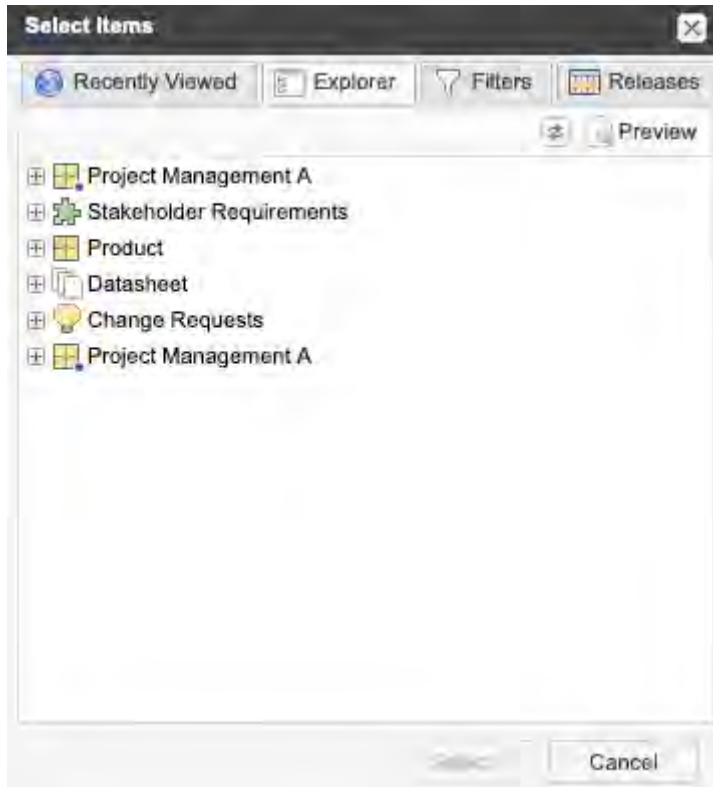 Select Items
Recently Viewed Explorer Filters Releases
Preview
Project Management A
Stakeholder Requirements
Product
Datasheet
Change Requests
Project Management A
Cancel